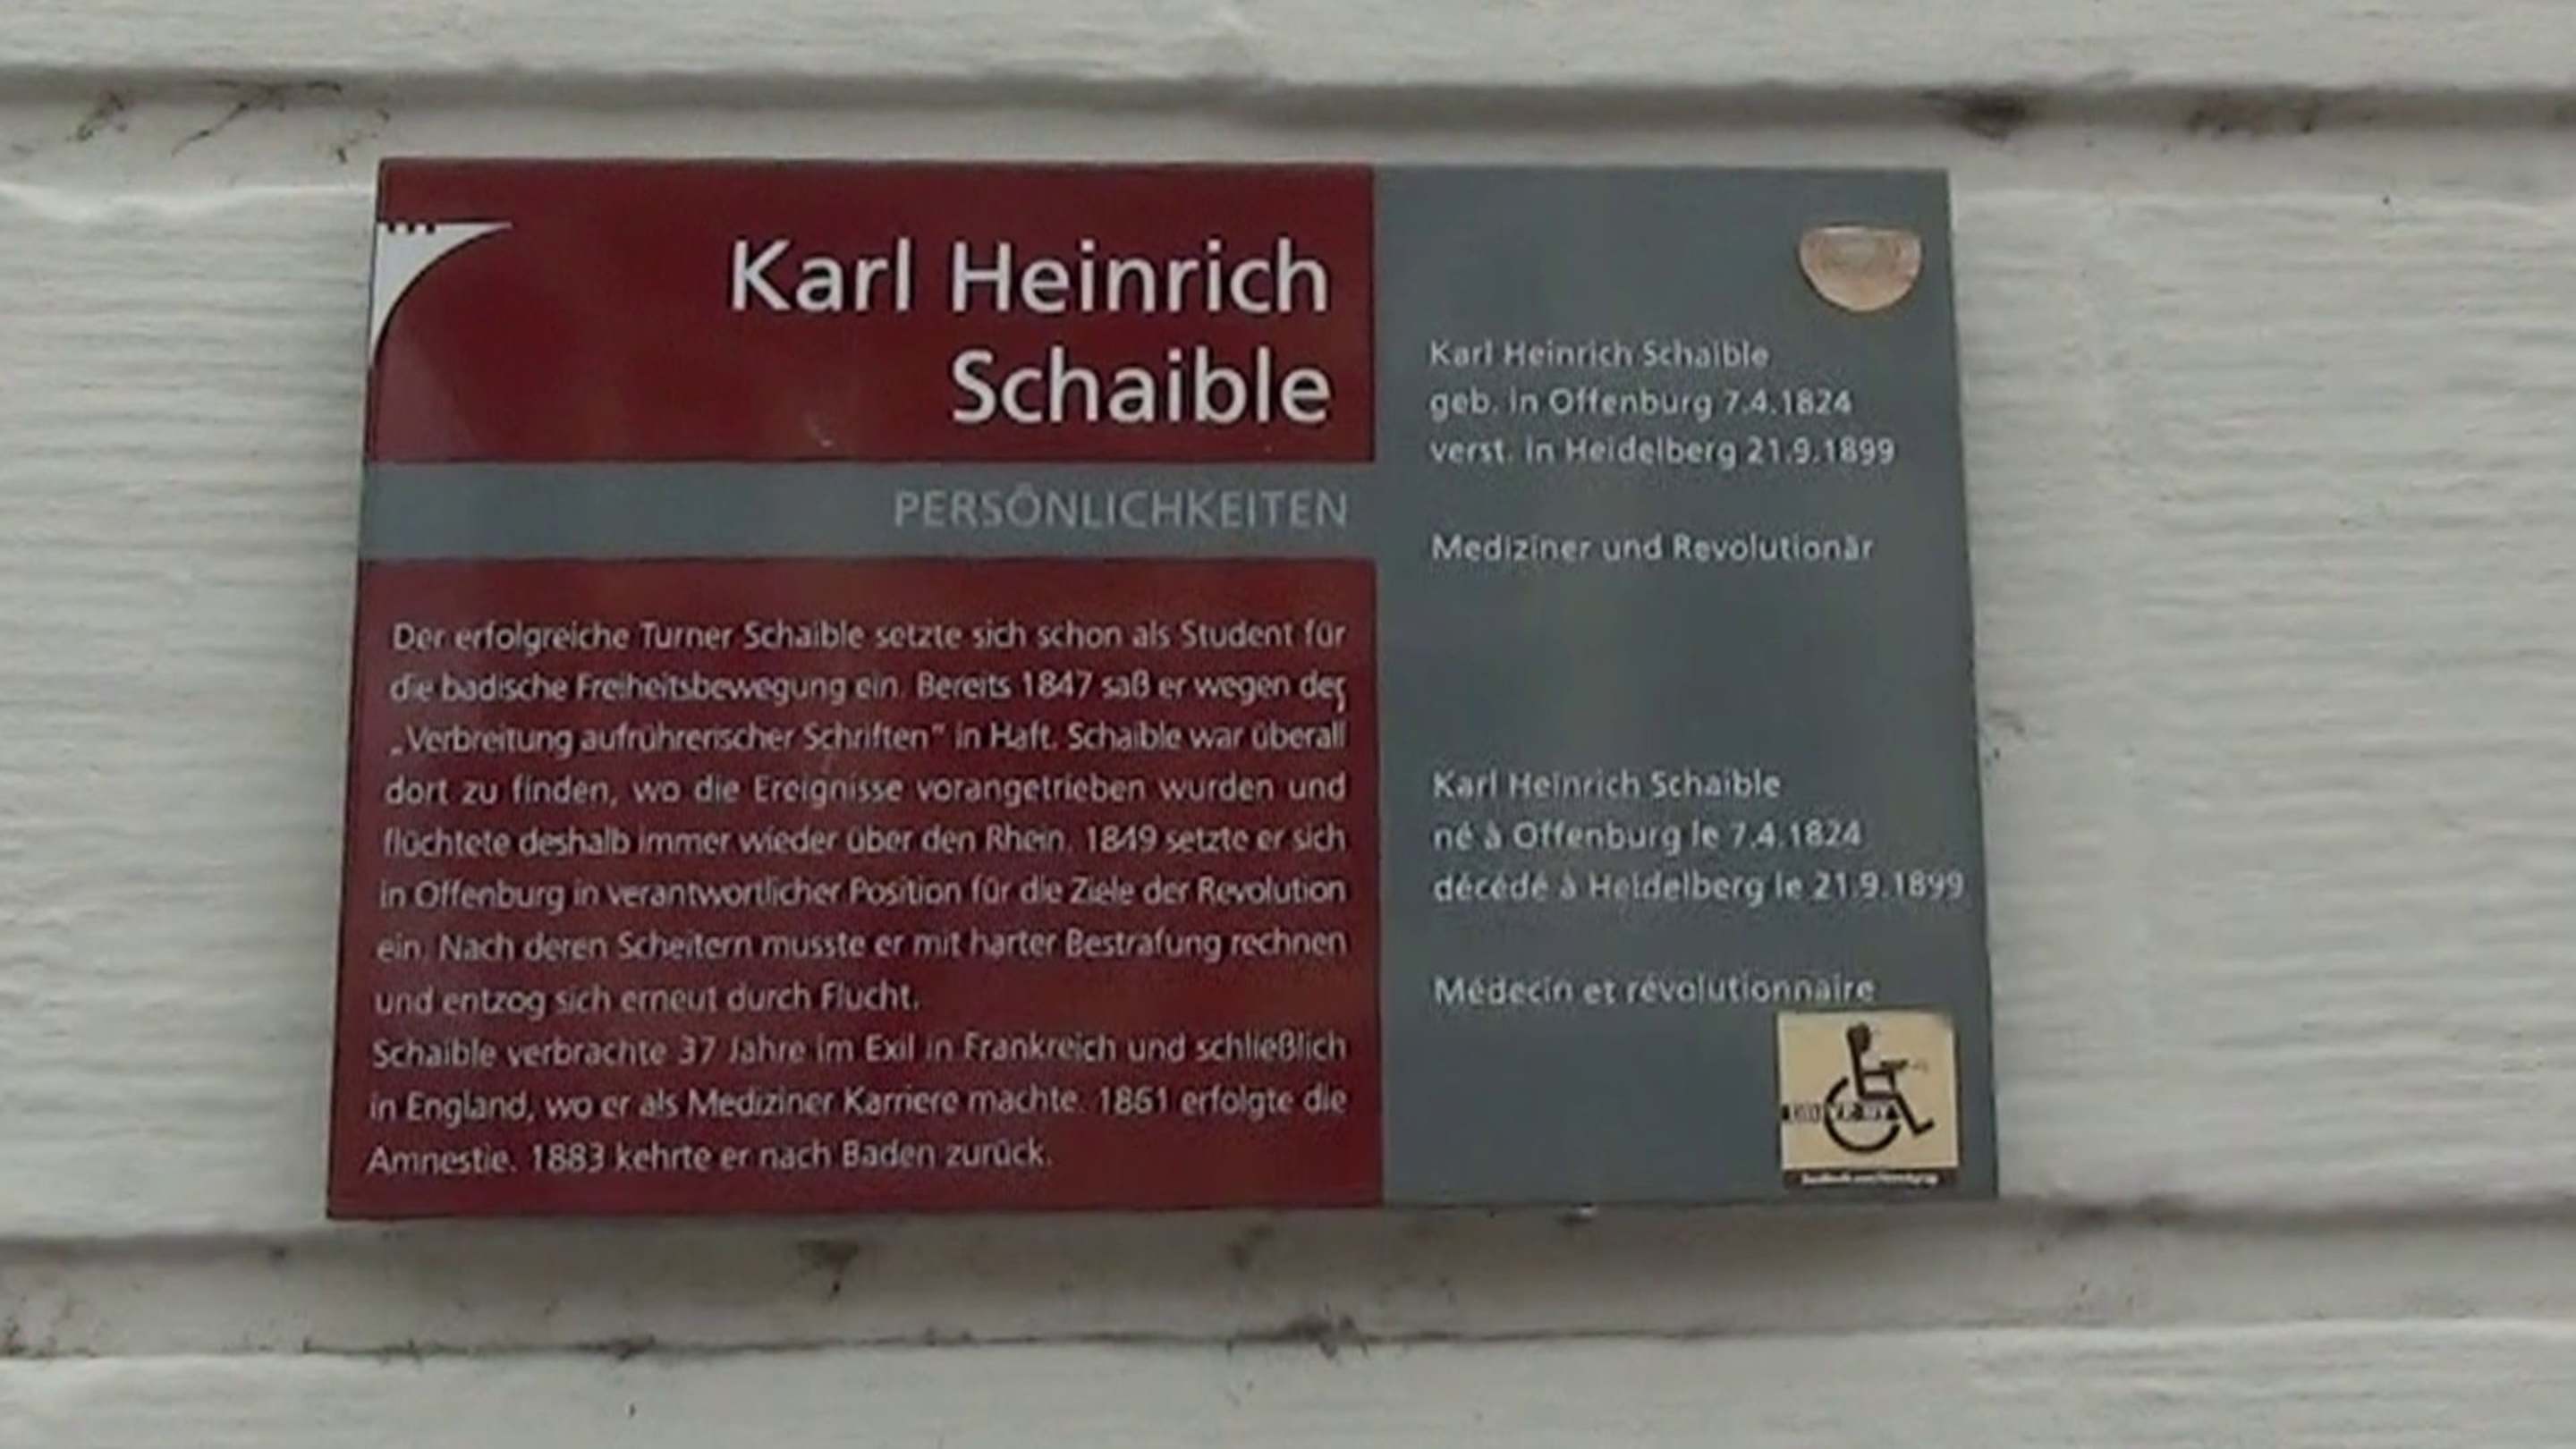 Karl Heinrich
Schaible
PERSÖNLICHKEITEN
Der erfolgreiche Turner Schaible setzte sich schon als Student für
die badische Freiheitsbewegung ein. Bereits 1847 saß er wegen der
„Verbreitung aufrührerischer Schriften" in Haft. Schaible war überall
dort zu finden, wo die Ereignisse vorangetrieben wurden und
flüchtete deshalb immer wieder über den Rhein. 1849 setzte er sich
in Offenburg in verantwortlicher Position für die Ziele der Revolution
ein. Nach deren Scheitern musste er mit harter Bestrafung rechnen
und entzog sich erneut durch Flucht.
Schaible verbrachte 37 Jahre im Exil in Frankreich und schließlich
in England, wo er als Mediziner Karriere machte. 1861 erfolgte die
Amnestie. 1883 kehrte er nach Baden zurück.
Karl Heinrich Schaible
geb. in Offenburg 7.4.1824
verst. in Heidelberg 21.9.1899
Mediziner und Revolutionär
Karl Heinrich Schaible
né à Offenburg le 7.4.1824
décédé à Heidelberg le 21.9.1899
Médecin et révolutionnaire